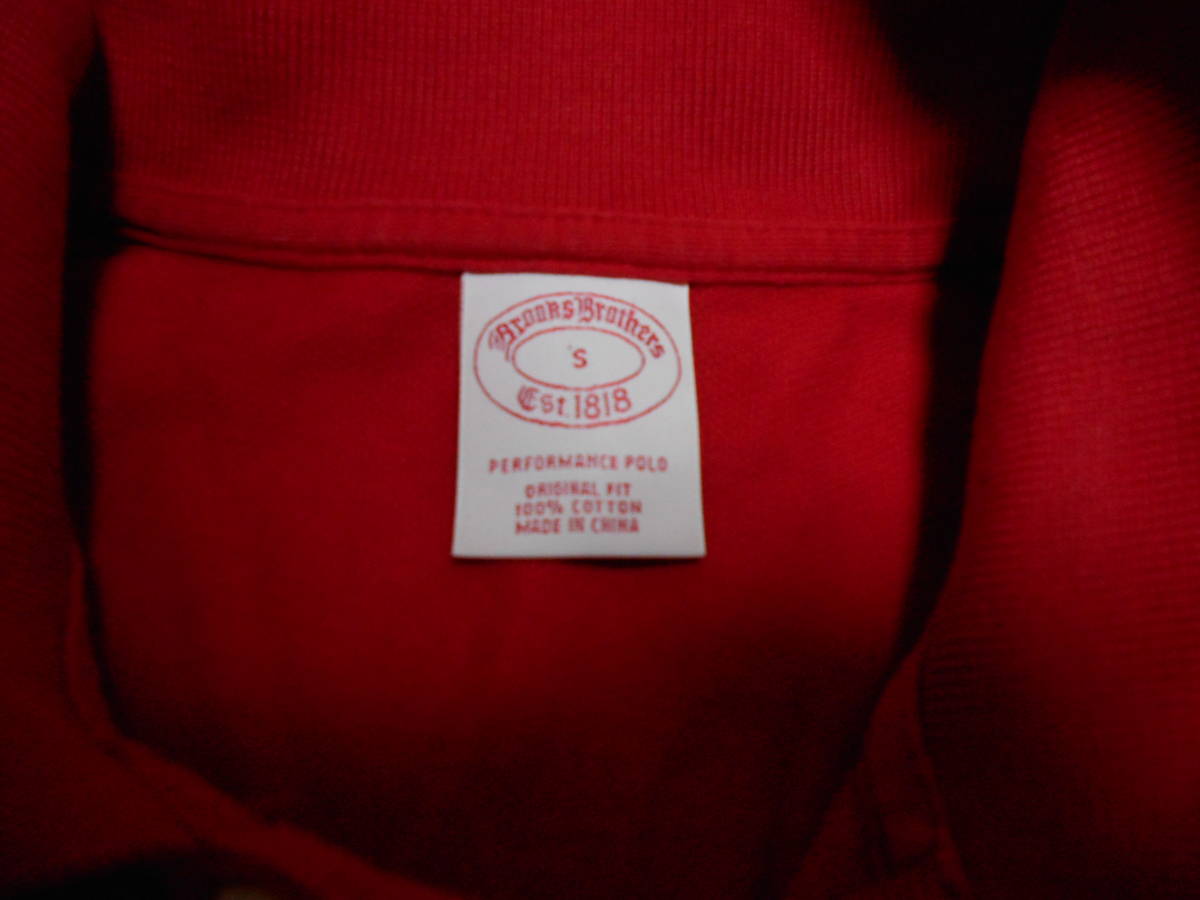 Brooks Brothers
S
Est. 1818
PERFORMANCE POLO
ORIGINAL FIT
100% COTTON
MADE IN CHINA